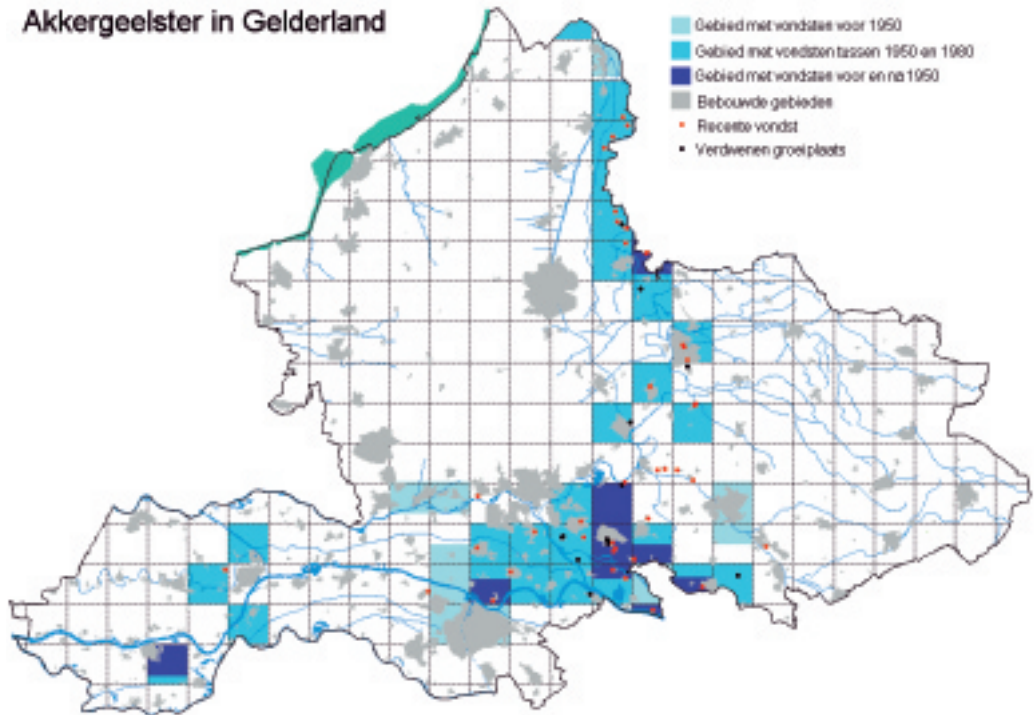 Akkergeelster in Gelderland
Gebied met vondsten voor 1950
Gebied met vondsten tussen 1950 en 1980
Gebied met vondsten voor en na 1950
Bebouwde gebieden
Recente vondst
Verdwenen groeiplaats